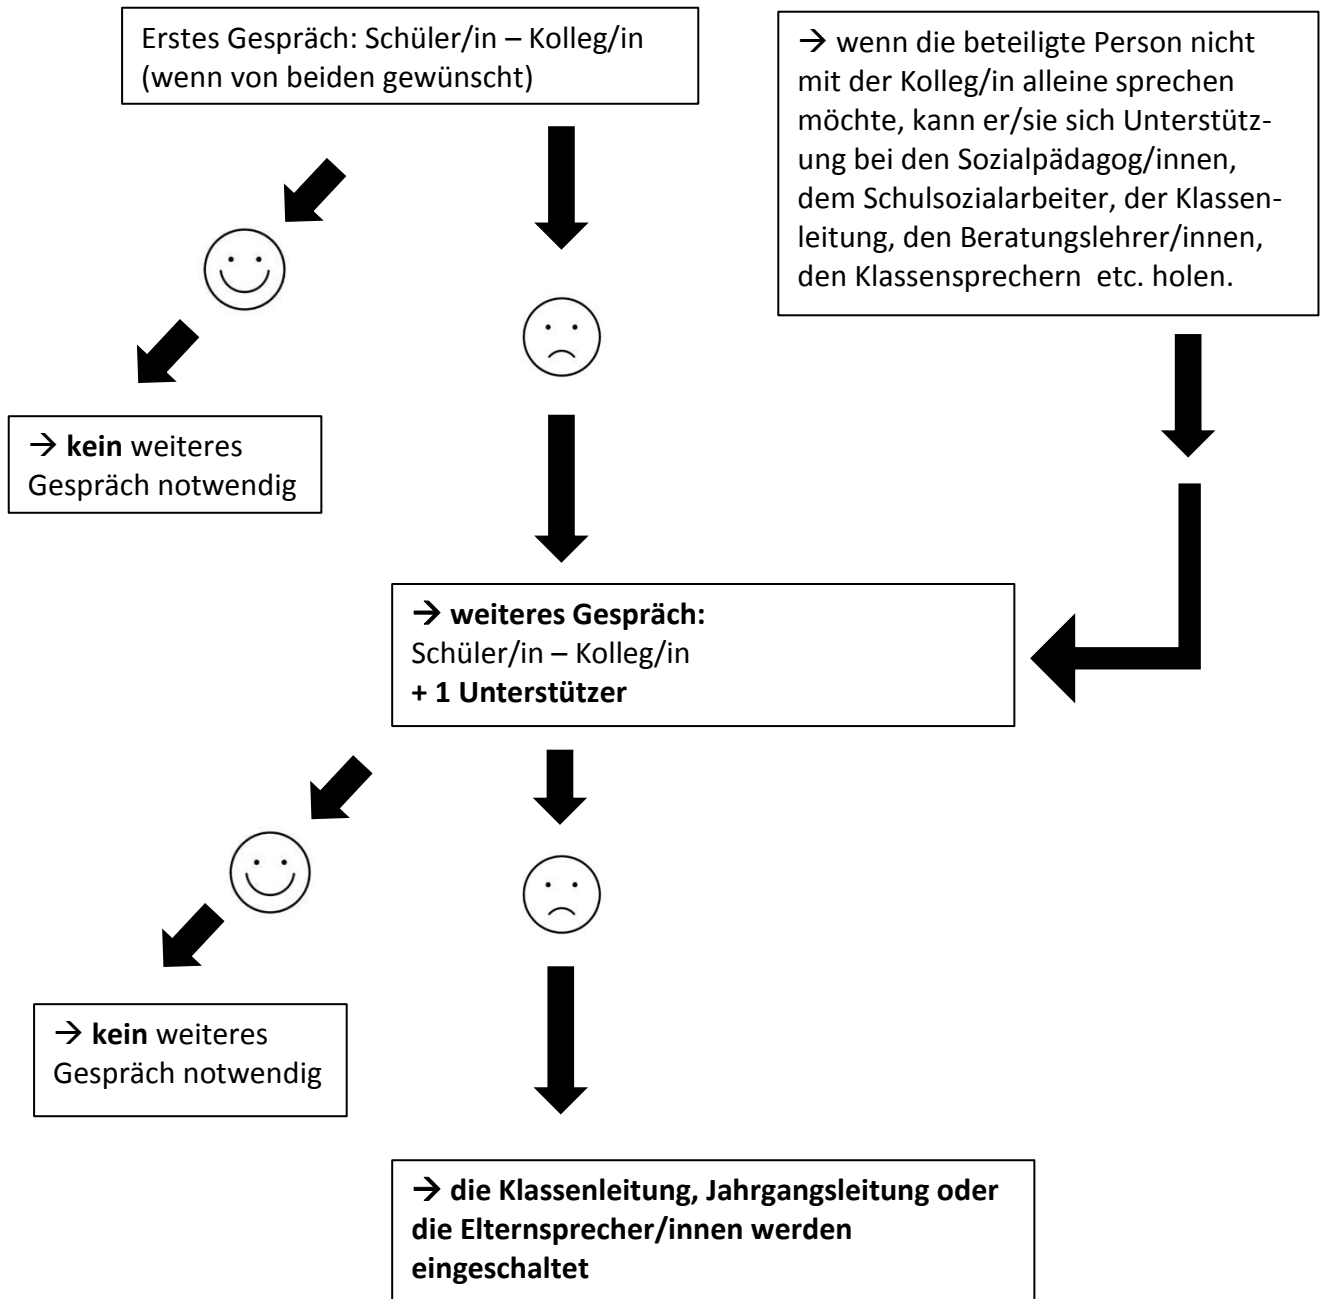 Erstes Gespräch: Schüler/in – Kolleg/in
(wenn von beiden gewünscht)
→ wenn die beteiligte Person nicht
mit der Kolleg/in alleine sprechen
möchte, kann er/sie sich Unterstütz-
ung bei den Sozialpädagog/innen,
dem Schulsozialarbeiter, der Klassen-
leitung, den Beratungslehrer/innen,
den Klassensprechern etc. holen.
→ kein weiteres
Gespräch notwendig
→ weiteres Gespräch:
Schüler/in – Kolleg/in
+ 1 Unterstützer
→ kein weiteres
Gespräch notwendig
→ die Klassenleitung, Jahrgangsleitung oder
die Elternsprecher/innen werden
eingeschaltet